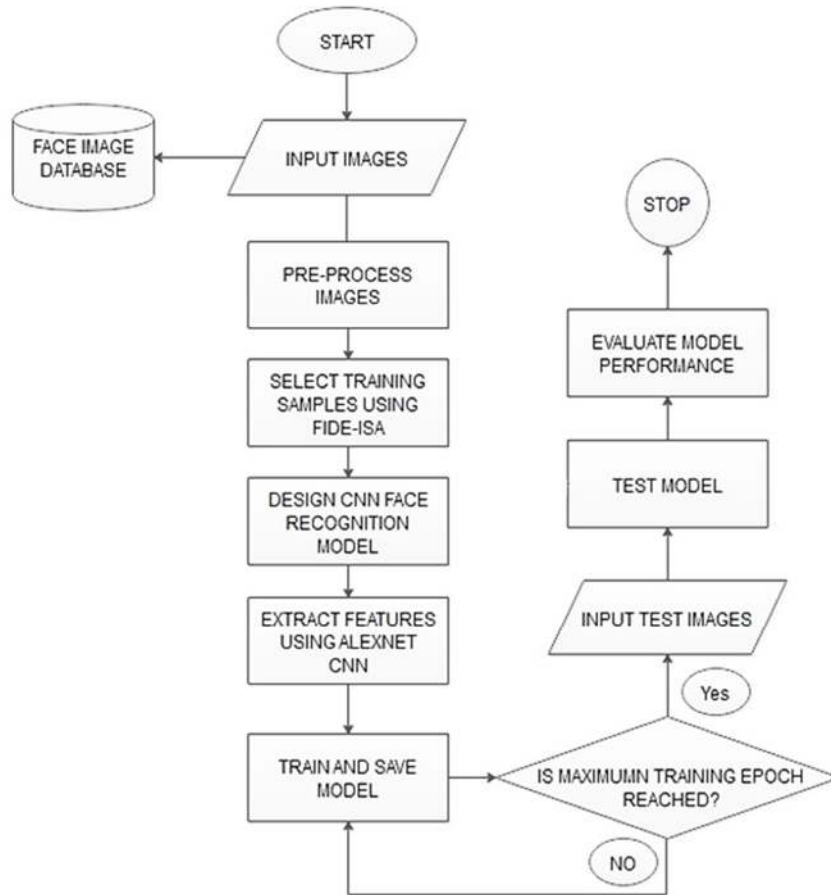 START
FACE IMAGE
DATABASE
INPUT IMAGES
PRE-PROCESS
IMAGES
SELECT TRAINING
SAMPLES USING
FIDE-ISA
DESIGN CNN FACE
RECOGNITION
MODEL
EXTRACT FEATURES
USING ALEXNET
CNN
TRAIN AND SAVE
MODEL
IS MAXIMUMN TRAINING EPOCH
REACHED?
NO
Yes
INPUT TEST IMAGES
TEST MODEL
EVALUATE MODEL
PERFORMANCE
STOP